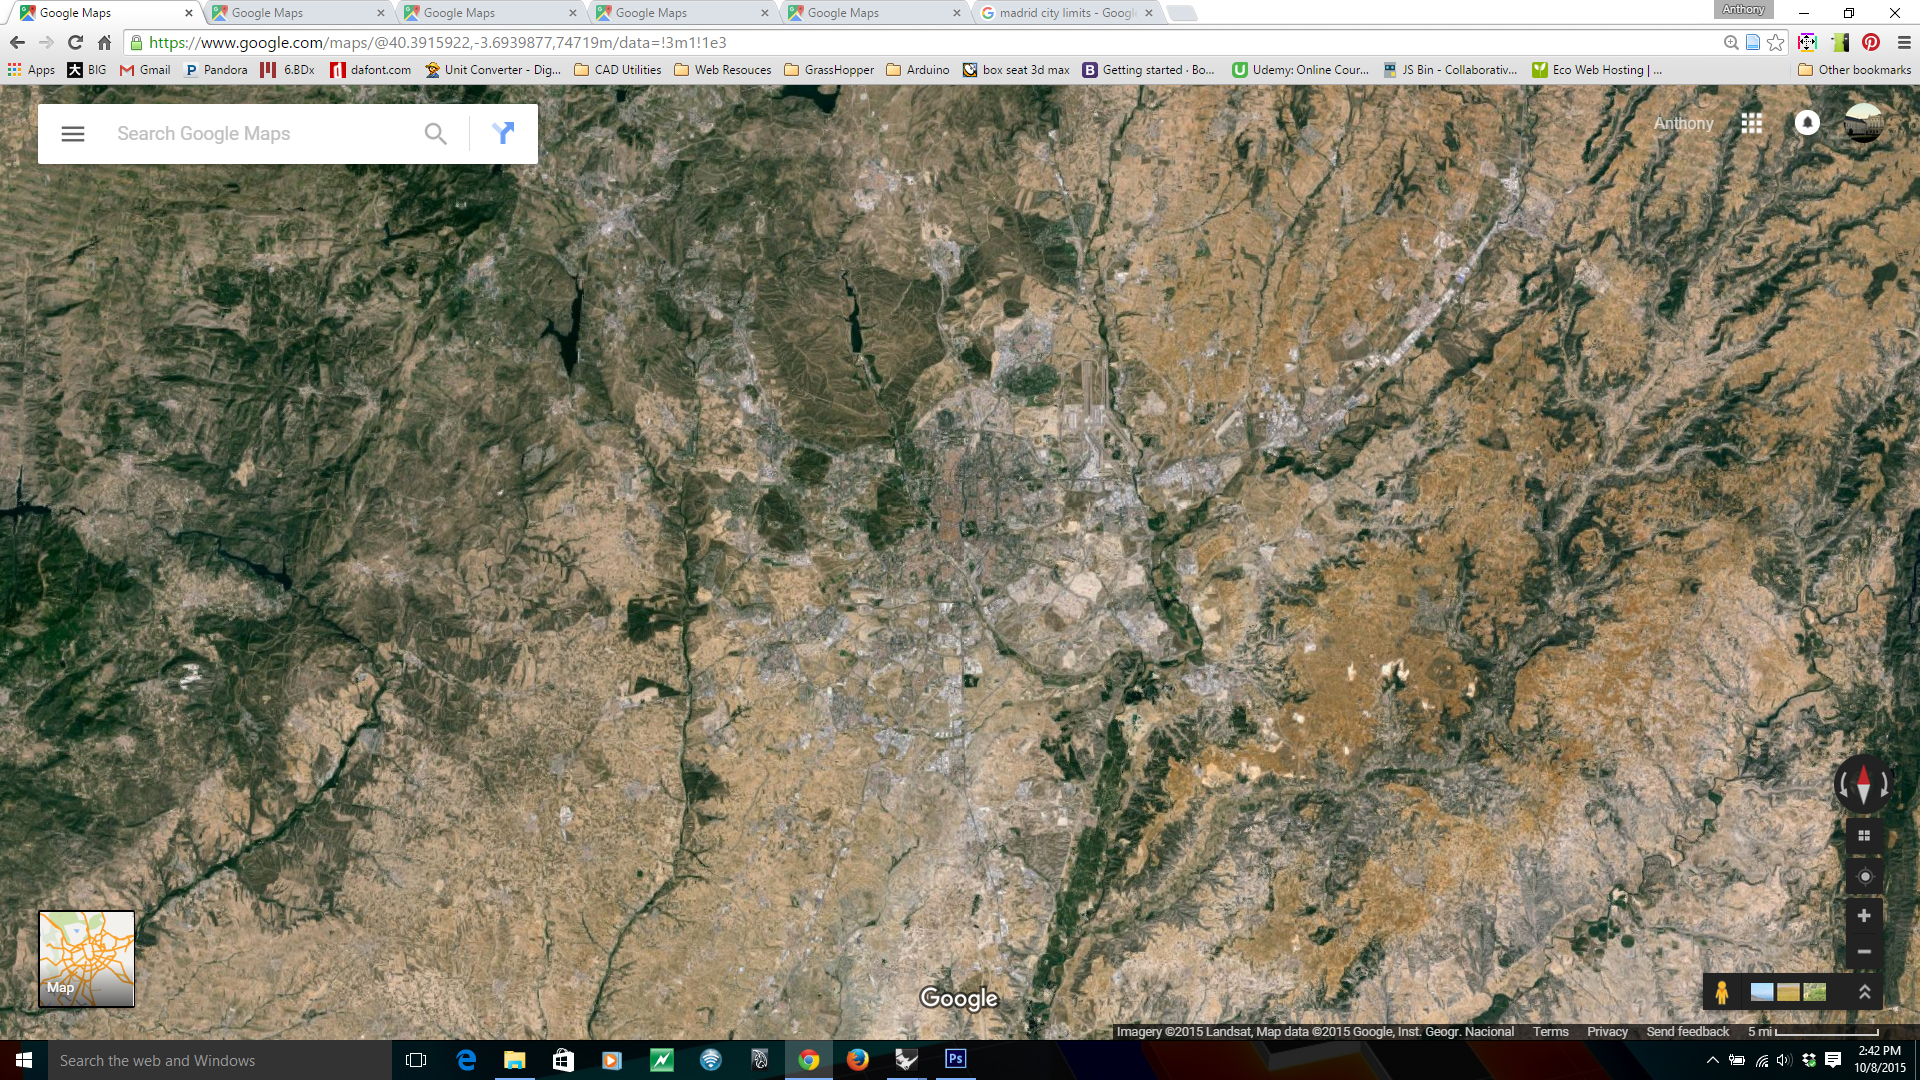 Google Maps
Google Maps
Google Maps
Google Maps
Google Maps
madrid city limits - Googl
Anthony
https://www.google.com/maps/@40.3915922,-3.6939877,74719m/data=!3m1!1e3
Apps
BIG
Gmail
Pandora
6.BDx
dafont.com
Unit Converter - Dig...
CAD Utilities
Web Resouces
GrassHopper
Arduino
box seat 3d max
Getting started · Bo...
Udemy: Online Cour...
JS Bin - Collaborativ...
Eco Web Hosting | ...
Other bookmarks
Search Google Maps
Anthony
Map
Google
Imagery ©2015 Landsat, Map data ©2015 Google, Inst. Geogr. Nacional Terms Privacy Send feedback 5 mi
Search the web and Windows
Ps
2:42 PM
10/8/2015